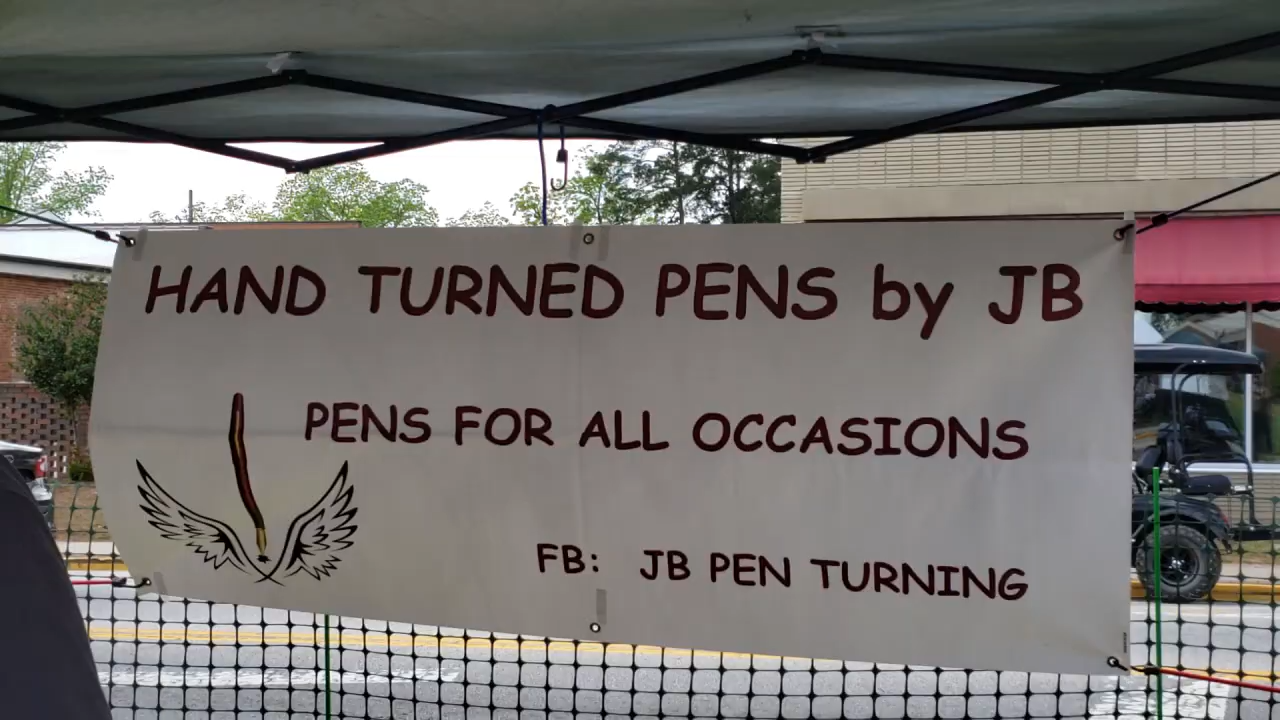 HAND TURNED PENS by JB
PENS FOR ALL OCCASIONS
FB: JB PEN TURNING